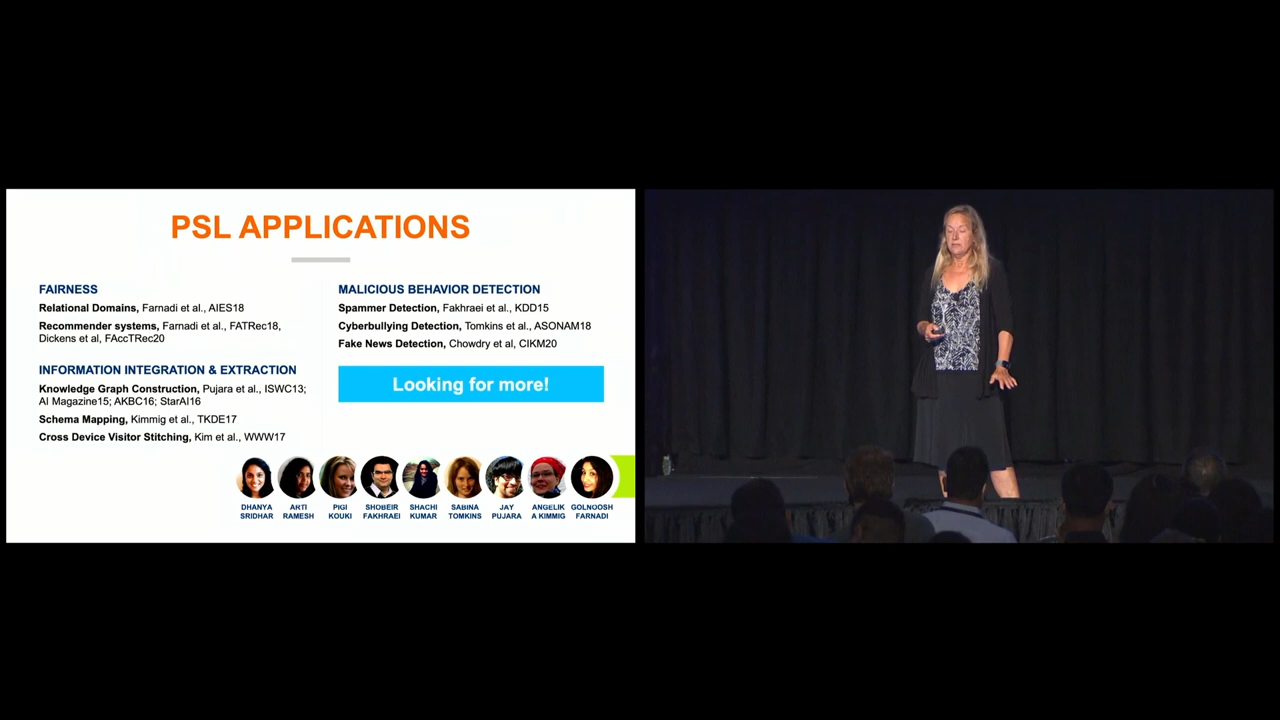 PSL APPLICATIONS
FAIRNESS
Relational Domains, Farnadi et al., AIES18
Recommender systems, Farnadi et al., FATRec18,
Dickens et al, FAccTRec20
INFORMATION INTEGRATION & EXTRACTION
Knowledge Graph Construction, Pujara et al., ISWC13;
AI Magazine15; AKBC16; StarAI16
Schema Mapping, Kimmig et al., TKDE17
Cross Device Visitor Stitching, Kim et al., WWW17
MALICIOUS BEHAVIOR DETECTION
Spammer Detection, Fakhraei et al., KDD15
Cyberbullying Detection, Tomkins et al., ASONAM18
Fake News Detection, Chowdry et al, CIKM20
Looking for more!
DHANYA
SRIDHAR
ARTI
RAMESH
PIGI
KOUKI
SHOBEIR
FAKHRAEI
SHACHI
KUMAR
SABINA
TOMKINS
JAY
PUJARA
ANGELIK
A KIMMIG
GOLNOOSH
FARNADI